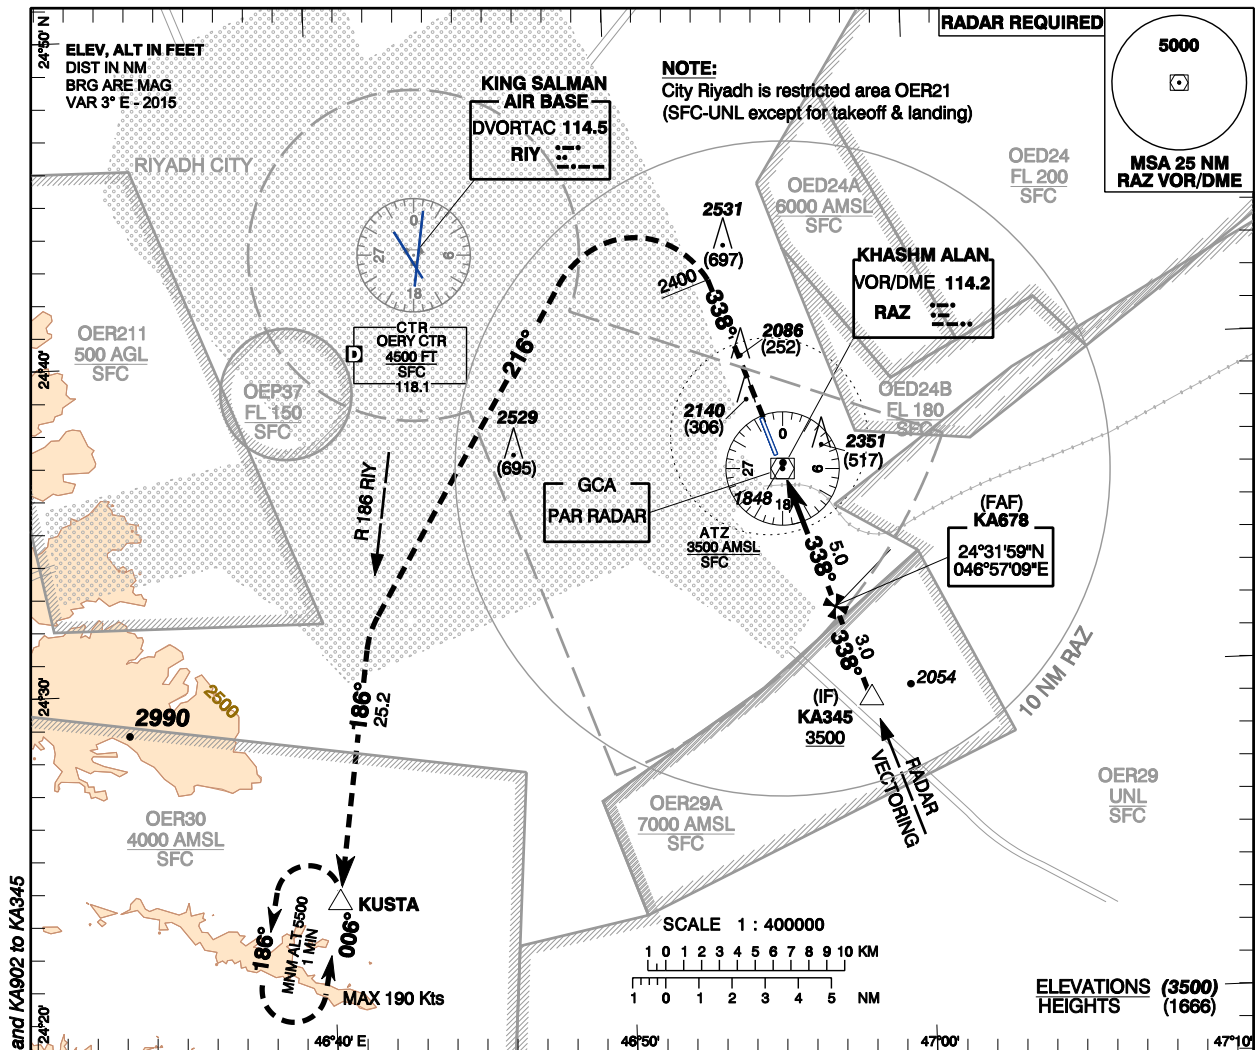 24°50' N
ELEV, ALT IN FEET
DIST IN NM
BRG ARE MAG
VAR 3° E - 2015
RIYADH CITY
KING SALMAN
AIR BASE
DVORTAC 114.5
RIY
NOTE:
City Riyadh is restricted area OER21
(SFC-UNL except for takeoff & landing)
RADAR REQUIRED
5000
MSA 25 NM
RAZ VOR/DME
OED24
FL 200
SFC
OED24A
6000 AMSL
SFC
0
6
18
27
2531
(697)
2400
338°
KHASHM ALAN
VOR/DME 114.2
RAZ
2086
(252)
OER211
500 AGL
SFC
24°40'
CTR
OERY CTR
4500 FT
SFC
118.1
D
OEP37
FL 150
SFC
216°
2529
(695)
2140
(306)
OED24B
FL 180
SFC
2351
(517)
0
6
18
27
1848
GCA
PAR RADAR
R 186 RIY
ATZ
3500 AMSL
SFC
(FAF)
KA678
24°31'59"N
046°57'09"E
5.0
338°
3.0
338°
2054
10 NM RAZ
(IF)
KA345
3500
RADAR
VECTORING
186°
25.2
24°30'
2500
2990
OER30
4000 AMSL
SFC
OER29A
7000 AMSL
SFC
OER29
UNL
SFC
KUSTA
186°
MNM ALT 5500
1 MIN
006°
MAX 190 Kts
SCALE 1 : 400000
1 0 1 2 3 4 5 6 7 8 9 10 KM
1 0 1 2 3 4 5 NM
ELEVATIONS (3500)
HEIGHTS (1666)
and KA902 to KA345
24°20'
46°40' E
46°50'
47°00'
47°10'